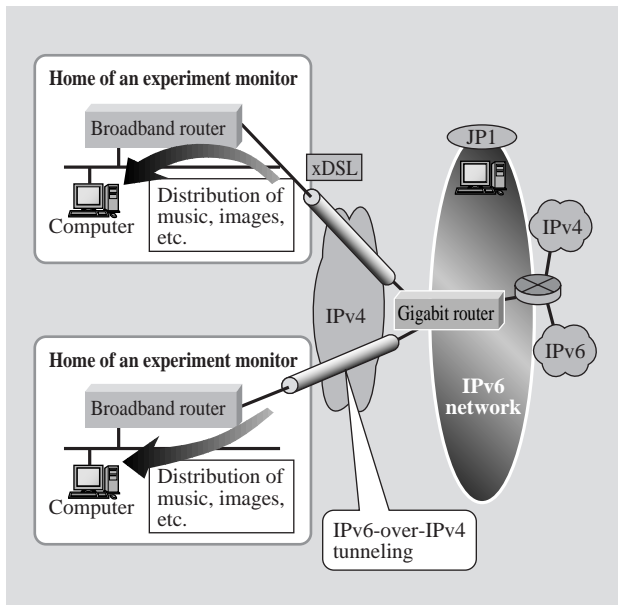 Home of an experiment monitor
Broadband router
xDSL
Computer
Distribution of
music, images,
etc.
JP1
IPv4
IPv4
Gigabit router
IPv6
IPv6
network
Home of an experiment monitor
Broadband router
Computer
Distribution of
music, images,
etc.
IPv6-over-IPv4
tunneling